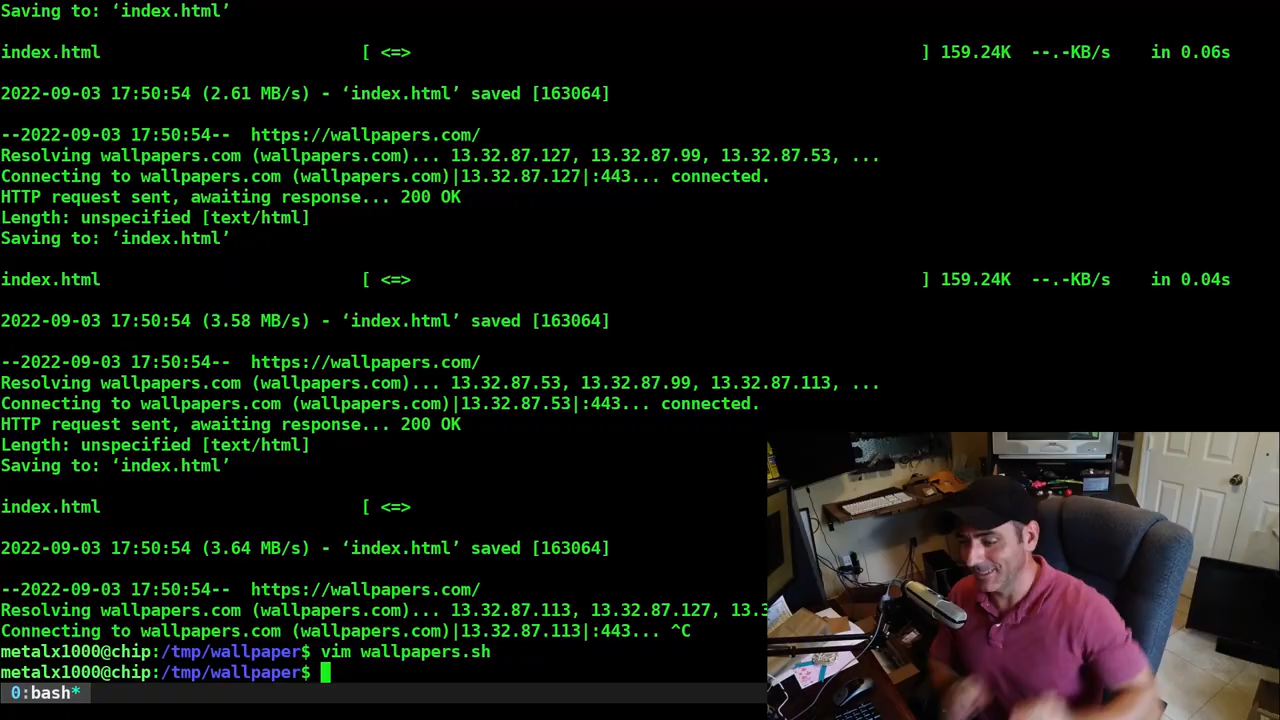 Saving to: ‘index.html’
index.html [ <=> ] 159.24K --.-KB/s in 0.06s
2022-09-03 17:50:54 (2.61 MB/s) - ‘index.html’ saved [163064]
--2022-09-03 17:50:54-- https://wallpapers.com/
Resolving wallpapers.com (wallpapers.com)... 13.32.87.127, 13.32.87.99, 13.32.87.53, ...
Connecting to wallpapers.com (wallpapers.com)|13.32.87.127|:443... connected.
HTTP request sent, awaiting response... 200 OK
Length: unspecified [text/html]
Saving to: ‘index.html’
index.html [ <=> ] 159.24K --.-KB/s in 0.04s
2022-09-03 17:50:54 (3.58 MB/s) - ‘index.html’ saved [163064]
--2022-09-03 17:50:54-- https://wallpapers.com/
Resolving wallpapers.com (wallpapers.com)... 13.32.87.53, 13.32.87.99, 13.32.87.113, ...
Connecting to wallpapers.com (wallpapers.com)|13.32.87.53|:443... connected.
HTTP request sent, awaiting response... 200 OK
Length: unspecified [text/html]
Saving to: ‘index.html’
index.html [ <=>
2022-09-03 17:50:54 (3.64 MB/s) - ‘index.html’ saved [163064]
--2022-09-03 17:50:54-- https://wallpapers.com/
Resolving wallpapers.com (wallpapers.com)... 13.32.87.113, 13.32.87.127, 13.3
Connecting to wallpapers.com (wallpapers.com)|13.32.87.113|:443... ^C
metalx1000@chip:/tmp/wallpaper$ vim wallpapers.sh
metalx1000@chip:/tmp/wallpaper$
0:bash*